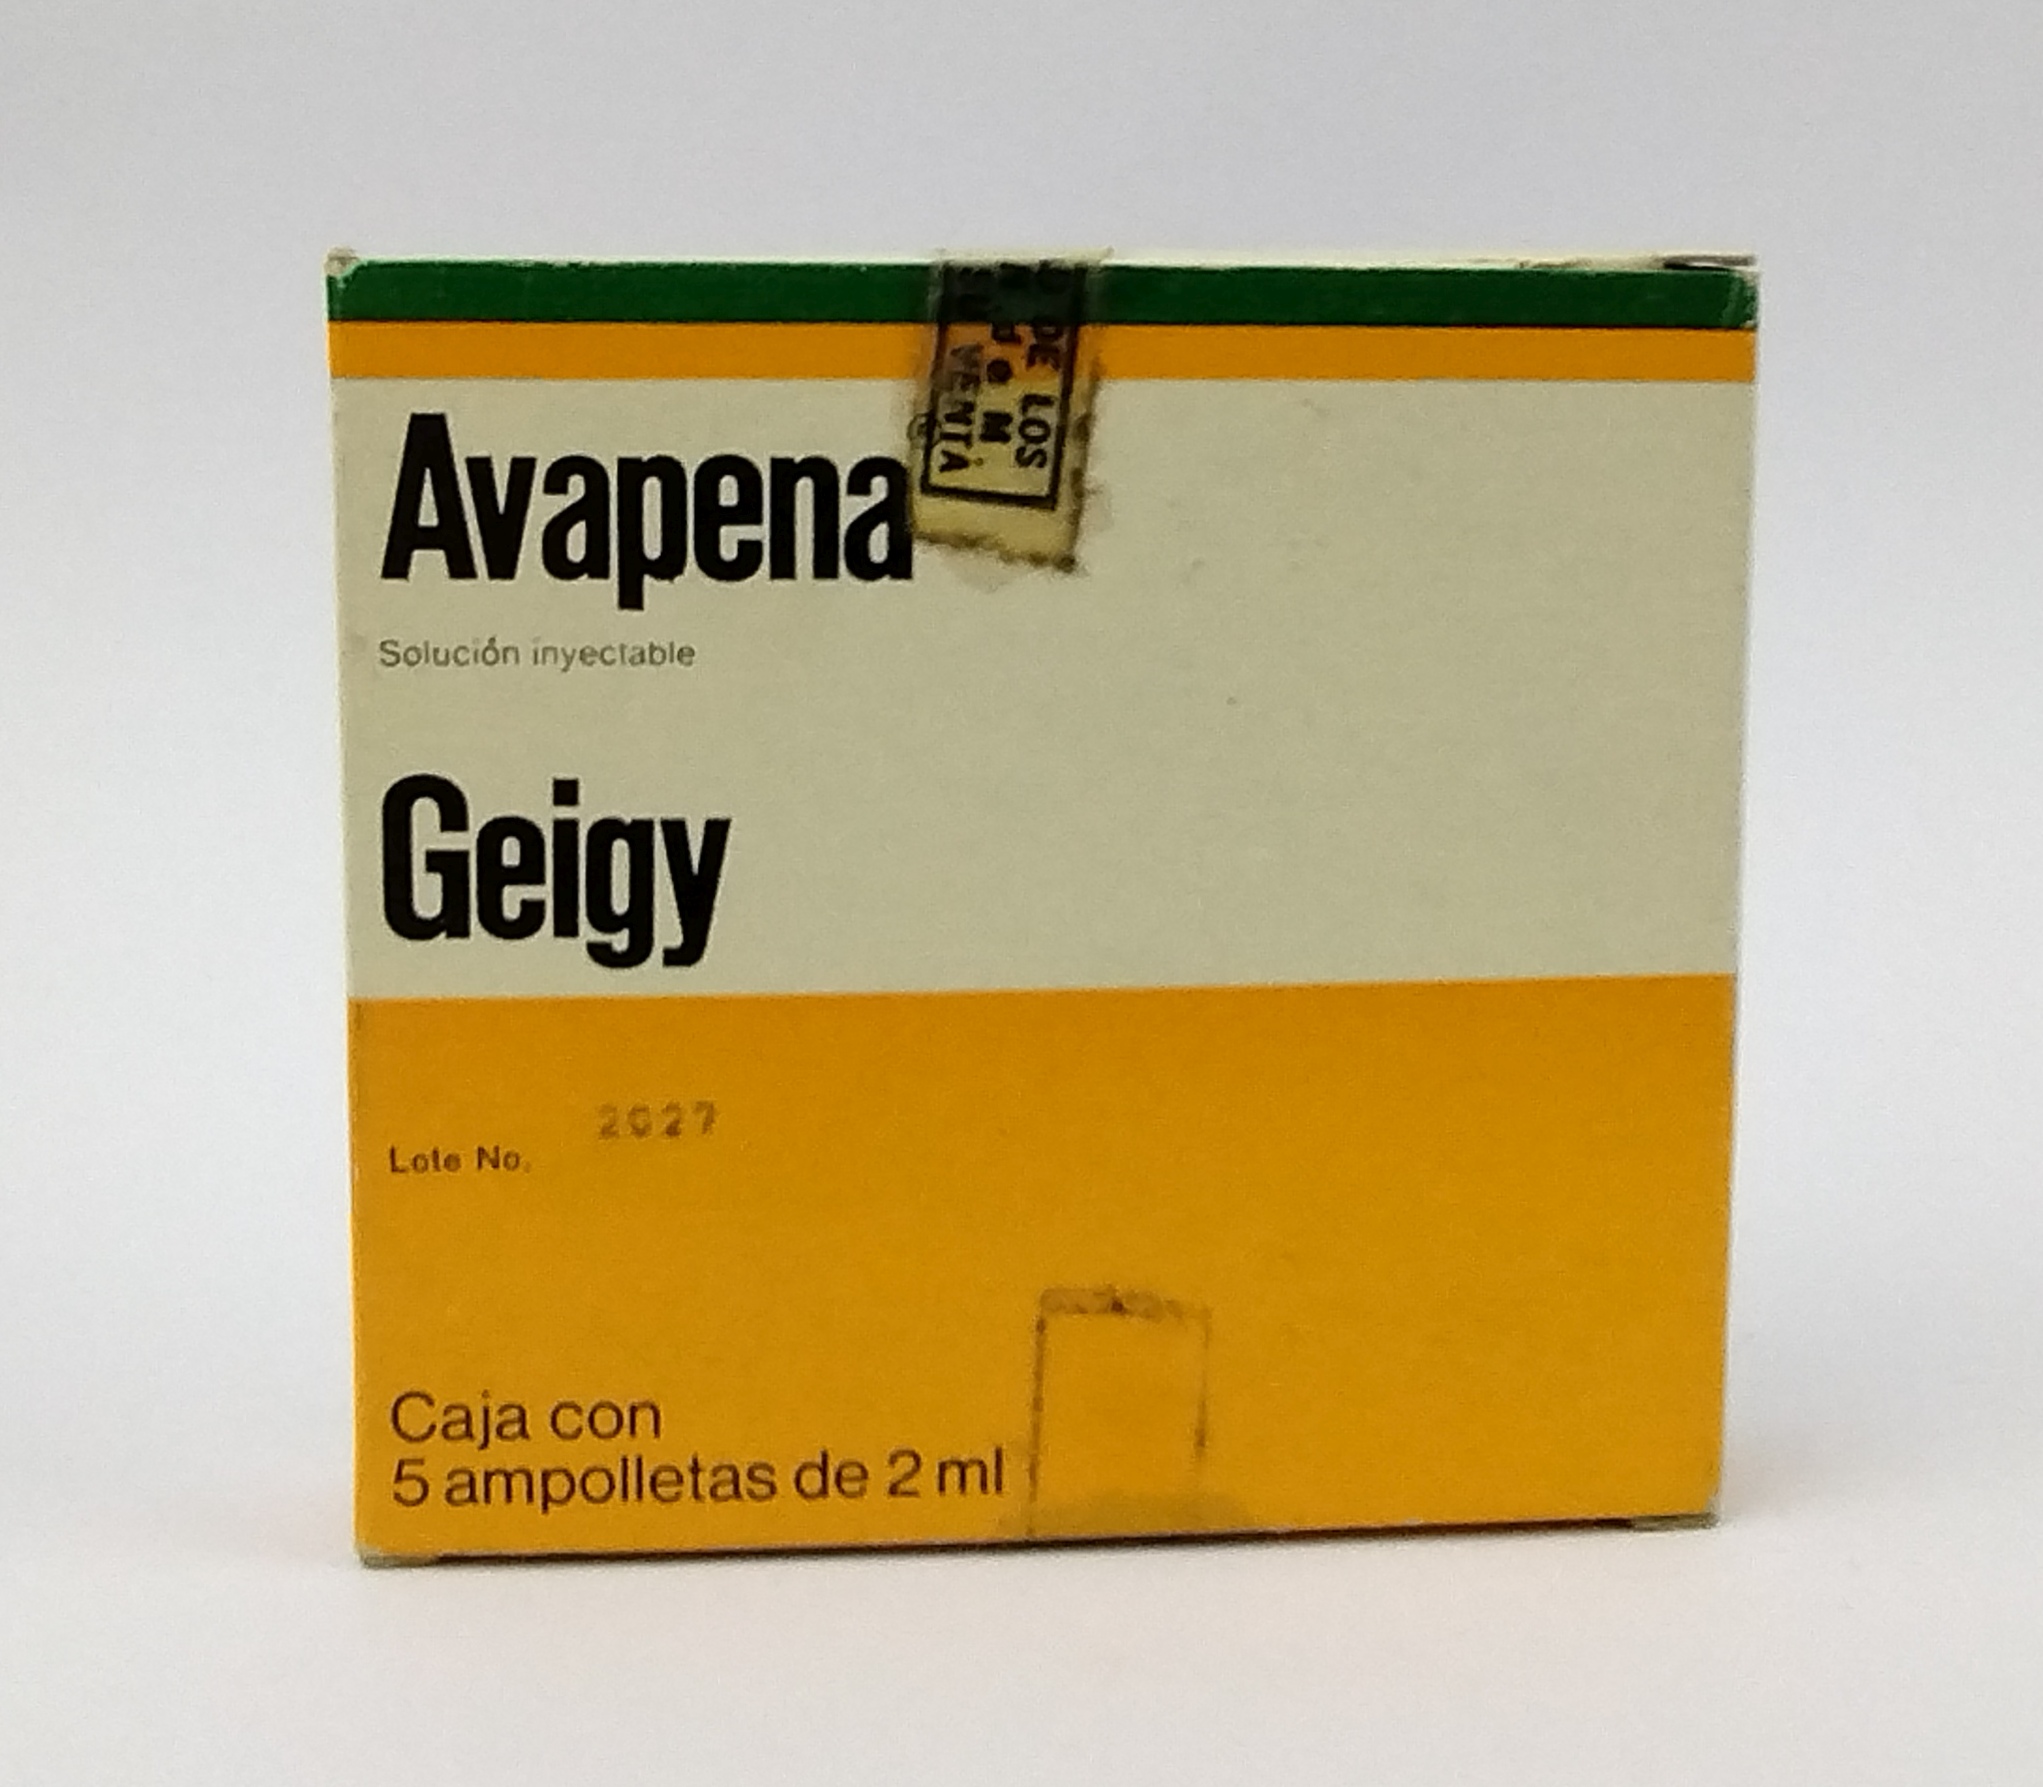 Avapena
Solución inyectable
Geigy
2027
Lote No.
Caja con
5 ampolletas de 2 ml
DE LOS
VENTA